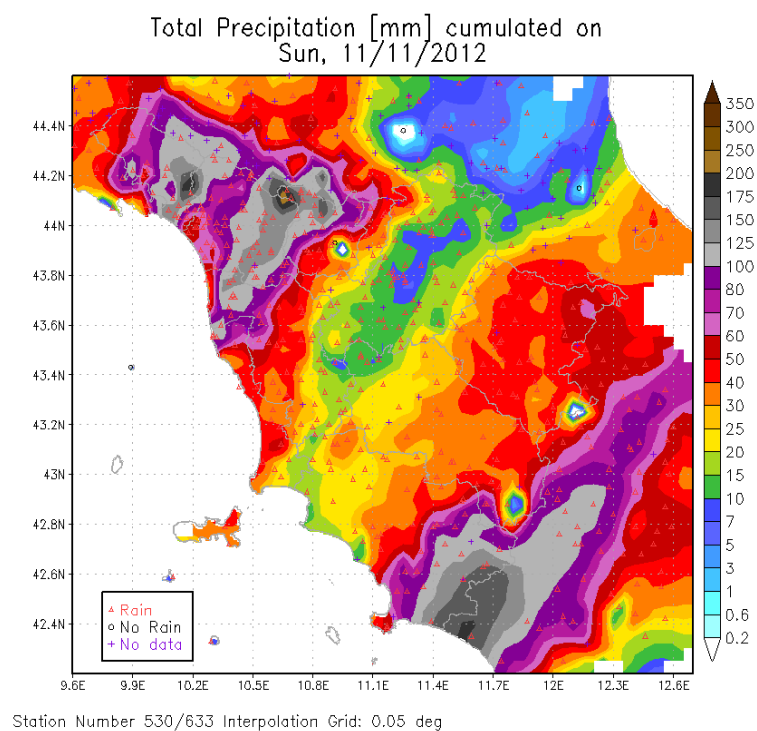 Total Precipitation [mm] cumulated on
Sun, 11/11/2012
44.4N
44.2N
44N
43.8N
43.6N
43.4N
43.2N
43N
42.8N
42.6N
42.4N
9.6E 9.9E 10.2E 10.5E 10.8E 11.1E 11.4E 11.7E 12E 12.3E 12.6E
Rain
No Rain
No data
350
300
250
200
175
150
125
100
80
70
60
50
40
30
25
20
15
10
7
5
3
1
0.6
0.2
Station Number 530/633 Interpolation Grid: 0.05 deg